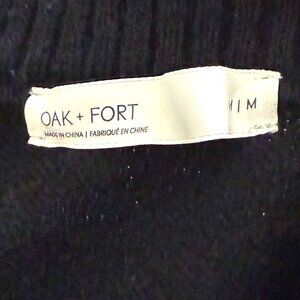 OAK + FORT
MADE IN CHINA | FABRIQUÉ EN CHINE
M